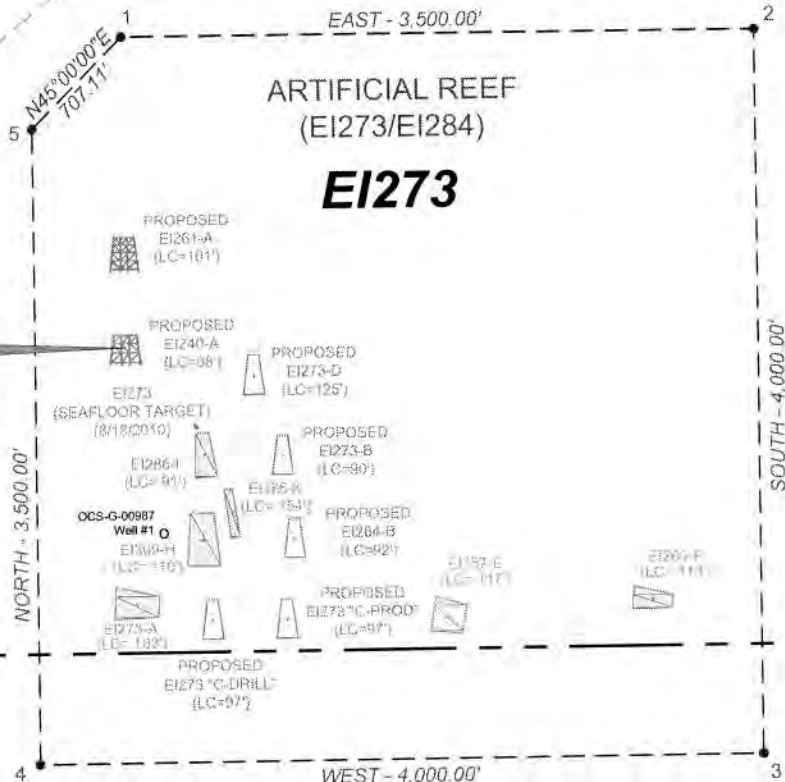 1
EAST - 3,500.00'
2
N45°00'00"E
707.11'
5
ARTIFICIAL REEF
(EI273/EI284)
EI273
PROPOSED
EI261-A
(LC=101')
PROPOSED
EI240-A
PROPOSED
EI273-D
(LC=125')
EI273
(SEAFLOOR TARGET)
(8/18/2010)
PROPOSED
EI273-B
(LC=90')
(LC= 91')
(LC= 154')
OCS-G-00987
Well #1
PROPOSED
EI284-B
(LC=92')
NORTH - 3,500.00'
SOUTH - 4,000.00'
EI273-A
PROPOSED
EI273 "C-PROD"
(LC=97')
PROPOSED
EI273 "C-DRILL"
(LC=97')
4
WEST - 4,000.00'
3